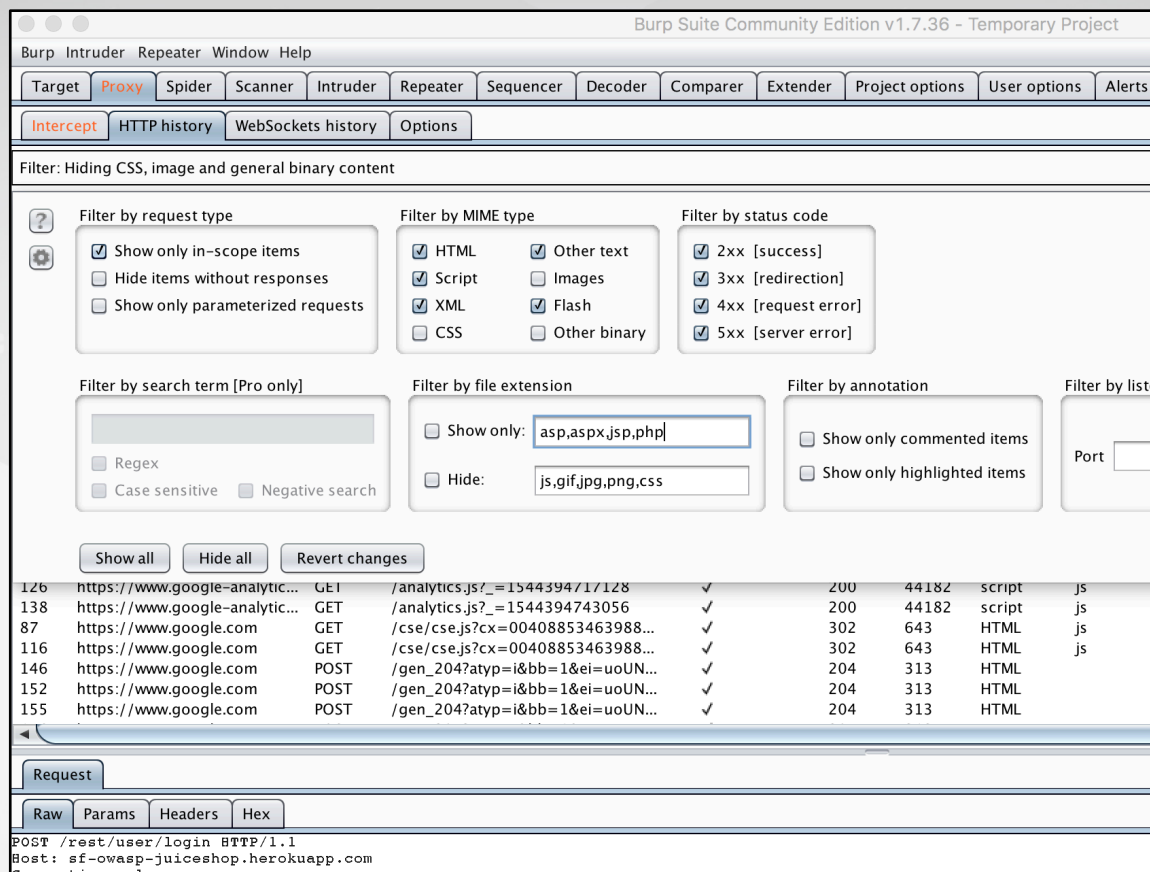 Burp Suite Community Edition v1.7.36 - Temporary Project
Burp Intruder Repeater Window Help
Target Proxy Spider Scanner Intruder Repeater Sequencer Decoder Comparer Extender Project options User options Alerts
Intercept HTTP history WebSockets history Options
Filter: Hiding CSS, image and general binary content
?
Filter by request type
Show only in-scope items
Hide items without responses
Show only parameterized requests
Filter by MIME type
HTML Other text
Script Images
XML Flash
CSS Other binary
Filter by status code
2xx [success]
3xx [redirection]
4xx [request error]
5xx [server error]
Filter by search term [Pro only]
Regex
Case sensitive Negative search
Filter by file extension
Show only: asp,aspx,jsp,php
Hide: js,gif,jpg,png,css
Filter by annotation
Show only commented items
Show only highlighted items
Filter by liste
Port
Show all Hide all Revert changes
126 https://www.google-analytic... GET /analytics.js?_=1544394717128 ✓ 200 44182 script js
138 https://www.google-analytic... GET /analytics.js?_=1544394743056 ✓ 200 44182 script js
87 https://www.google.com GET /cse/cse.js?cx=00408853463988... ✓ 302 643 HTML js
116 https://www.google.com GET /cse/cse.js?cx=00408853463988... ✓ 302 643 HTML js
146 https://www.google.com POST /gen_204?atyp=i&bb=1&ei=uoUN... ✓ 204 313 HTML
152 https://www.google.com POST /gen_204?atyp=i&bb=1&ei=uoUN... ✓ 204 313 HTML
155 https://www.google.com POST /gen_204?atyp=i&bb=1&ei=uoUN... ✓ 204 313 HTML
Request
Raw Params Headers Hex
POST /rest/user/login HTTP/1.1
Host: sf-owasp-juiceshop.herokuapp.com